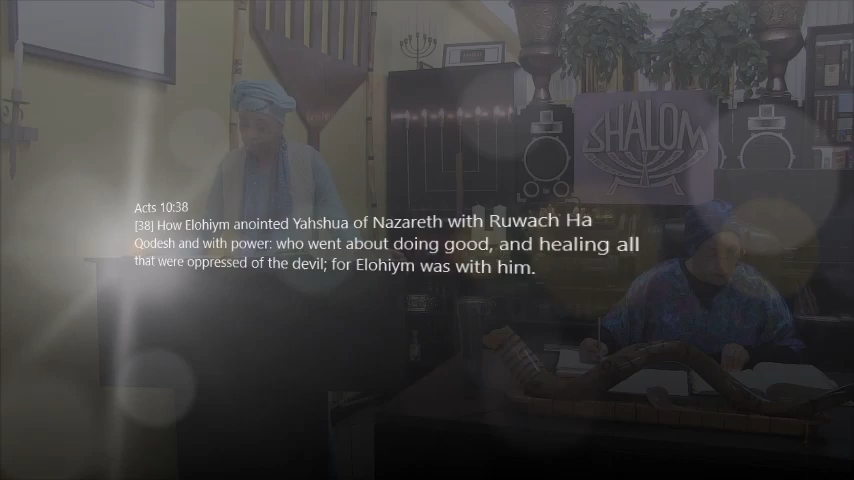 SHALOM
Acts 10:38
[38] How Elohiym anointed Yahshua of Nazareth with Ruwach Ha
Qodesh and with power: who went about doing good, and healing all
that were oppressed of the devil; for Elohiym was with him.